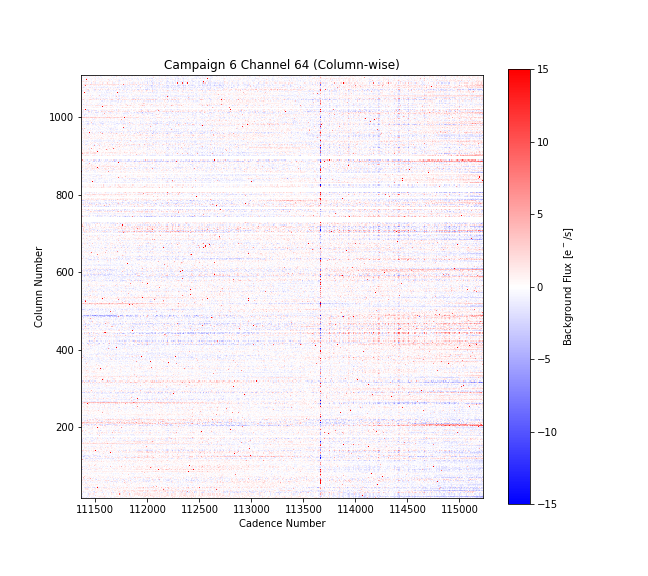 Campaign 6 Channel 64 (Column-wise)
1000
800
600
400
200
Column Number
111500 112000 112500 113000 113500 114000 114500 115000
Cadence Number
15
10
5
0
−5
−10
−15
Background Flux [e⁻/s]